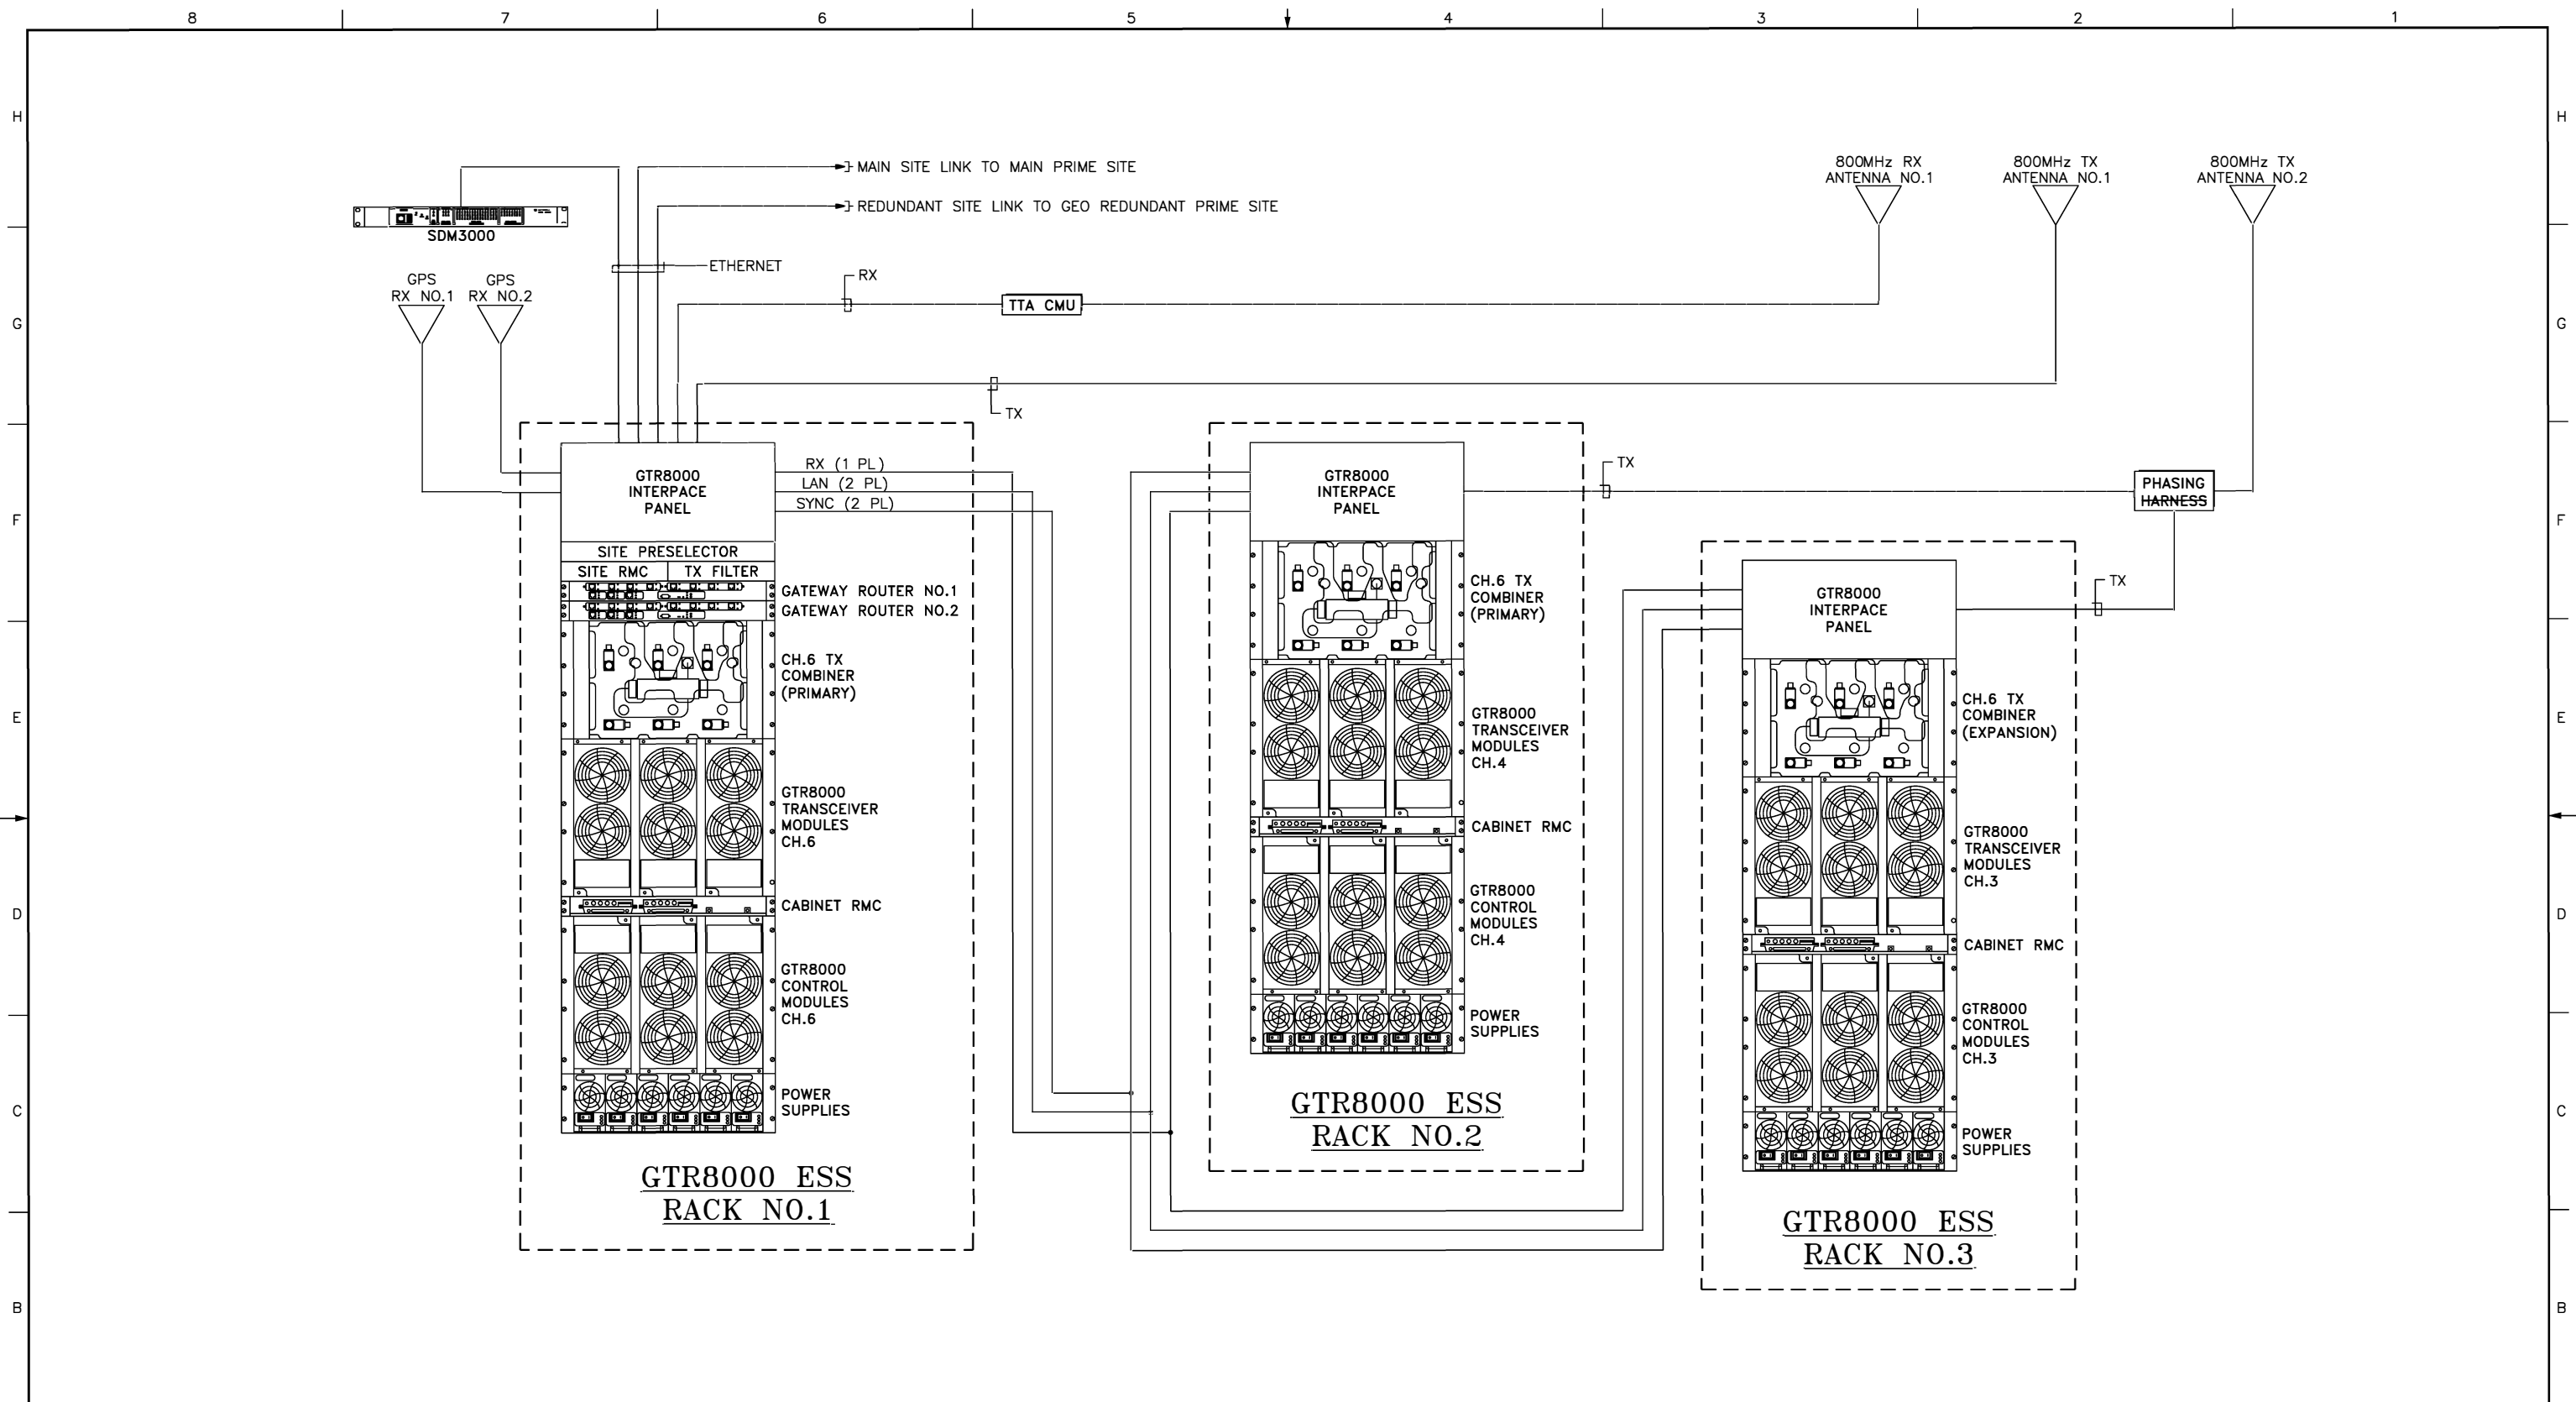 8 7 6 5 4 3 2 1
H
H
MAIN SITE LINK TO MAIN PRIME SITE
REDUNDANT SITE LINK TO GEO REDUNDANT PRIME SITE
SDM3000
800MHz RX
ANTENNA NO.1
800MHz TX
ANTENNA NO.1
800MHz TX
ANTENNA NO.2
ETHERNET
GPS
RX NO.1
GPS
RX NO.2
RX
TTA CMU
G
G
TX
GTR8000
INTERPACE
PANEL
RX (1 PL)
LAN (2 PL)
SYNC (2 PL)
SITE PRESELECTOR
SITE RMC
TX FILTER
GATEWAY ROUTER NO.1
GATEWAY ROUTER NO.2
CH.6 TX
COMBINER
(PRIMARY)
GTR8000
TRANSCEIVER
MODULES
CH.6
CABINET RMC
GTR8000
CONTROL
MODULES
CH.6
POWER
SUPPLIES
GTR8000 ESS
RACK NO.1
GTR8000
INTERPACE
PANEL
TX
CH.6 TX
COMBINER
(PRIMARY)
GTR8000
TRANSCEIVER
MODULES
CH.4
CABINET RMC
GTR8000
CONTROL
MODULES
CH.4
POWER
SUPPLIES
GTR8000 ESS
RACK NO.2
PHASING
HARNESS
GTR8000
INTERPACE
PANEL
TX
CH.6 TX
COMBINER
(EXPANSION)
GTR8000
TRANSCEIVER
MODULES
CH.3
CABINET RMC
GTR8000
CONTROL
MODULES
CH.3
POWER
SUPPLIES
GTR8000 ESS
RACK NO.3
F
F
E
E
D
D
C
C
B
B